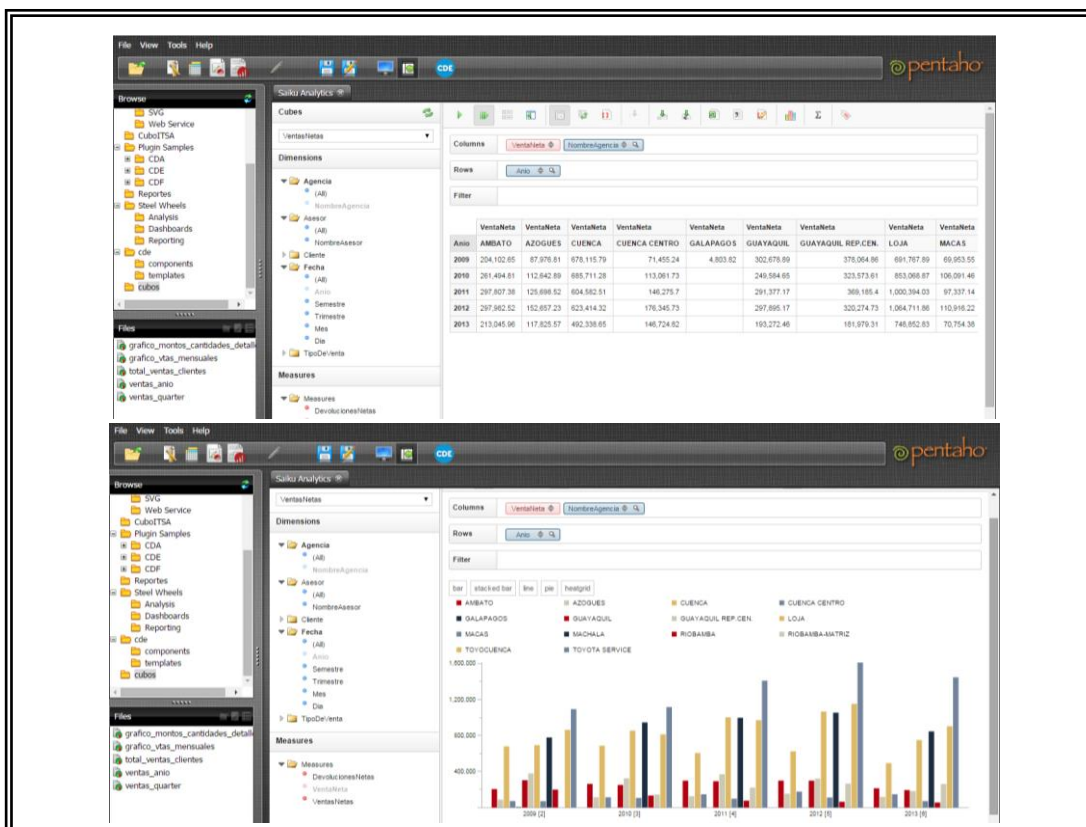 File View Tools Help
CDE
pentaho
Browse
Saiku Analytics
SVG
Web Service
CuboITSA
Plugin Samples
CDA
CDE
CDF
Reportes
Steel Wheels
Analysis
Dashboards
Reporting
cde
components
templates
cubos
Files
grafico_montos_cantidades_detall
grafico_vtas_mensuales
total_ventas_clientes
ventas_anio
ventas_quarter
Cubes
VentasNetas
Dimensions
Agencia
(All)
NombreAgencia
Asesor
(All)
NombreAsesor
Cliente
Fecha
(All)
Anio
Semestre
Trimestre
Mes
Dia
TipoDeVenta
Measures
Measures
DevolucionesNetas
Columns VentaNeta NombreAgencia
Rows Anio
Filter
VentaNeta VentaNeta VentaNeta VentaNeta VentaNeta VentaNeta VentaNeta VentaNeta VentaNeta
Anio AMBATO AZOGUES CUENCA CUENCA CENTRO GALAPAGOS GUAYAQUIL GUAYAQUIL REP.CEN. LOJA MACAS
2009 204,102.65 87,976.81 678,115.79 71,455.24 4,803.82 302,678.89 378,064.86 691,767.89 69,953.55
2010 261,494.81 112,642.89 685,711.28 113,061.73 249,584.65 323,573.61 853,068.87 106,091.46
2011 297,807.38 125,698.52 604,582.51 146,275.7 291,377.17 369,185.4 1,000,394.03 97,337.14
2012 297,982.52 152,657.23 623,414.32 176,345.73 297,895.17 320,274.73 1,064,711.86 110,916.22
2013 213,045.96 117,825.57 492,338.65 146,724.82 193,272.46 181,979.31 748,852.83 70,754.38
File View Tools Help
CDE
pentaho
Browse
Saiku Analytics
SVG
Web Service
CuboITSA
Plugin Samples
CDA
CDE
CDF
Reportes
Steel Wheels
Analysis
Dashboards
Reporting
cde
components
templates
cubos
Files
grafico_montos_cantidades_detall
grafico_vtas_mensuales
total_ventas_clientes
ventas_anio
ventas_quarter
VentasNetas
Dimensions
Agencia
(All)
NombreAgencia
Asesor
(All)
NombreAsesor
Cliente
Fecha
(All)
Anio
Semestre
Trimestre
Mes
Dia
TipoDeVenta
Measures
Measures
DevolucionesNetas
VentaNeta
VentasNetas
Columns VentaNeta NombreAgencia
Rows Anio
Filter
bar stacked bar line pie heatgrid
AMBATO AZOGUES CUENCA CUENCA CENTRO
GALAPAGOS GUAYAQUIL GUAYAQUIL REP.CEN. LOJA
MACAS MACHALA RIOBAMBA RIOBAMBA-MATRIZ
TOYOCUENCA TOYOTA SERVICE
1.600.000
1.200.000
800.000
400.000
2009 [2] 2010 [3] 2011 [4] 2012 [5] 2013 [6]